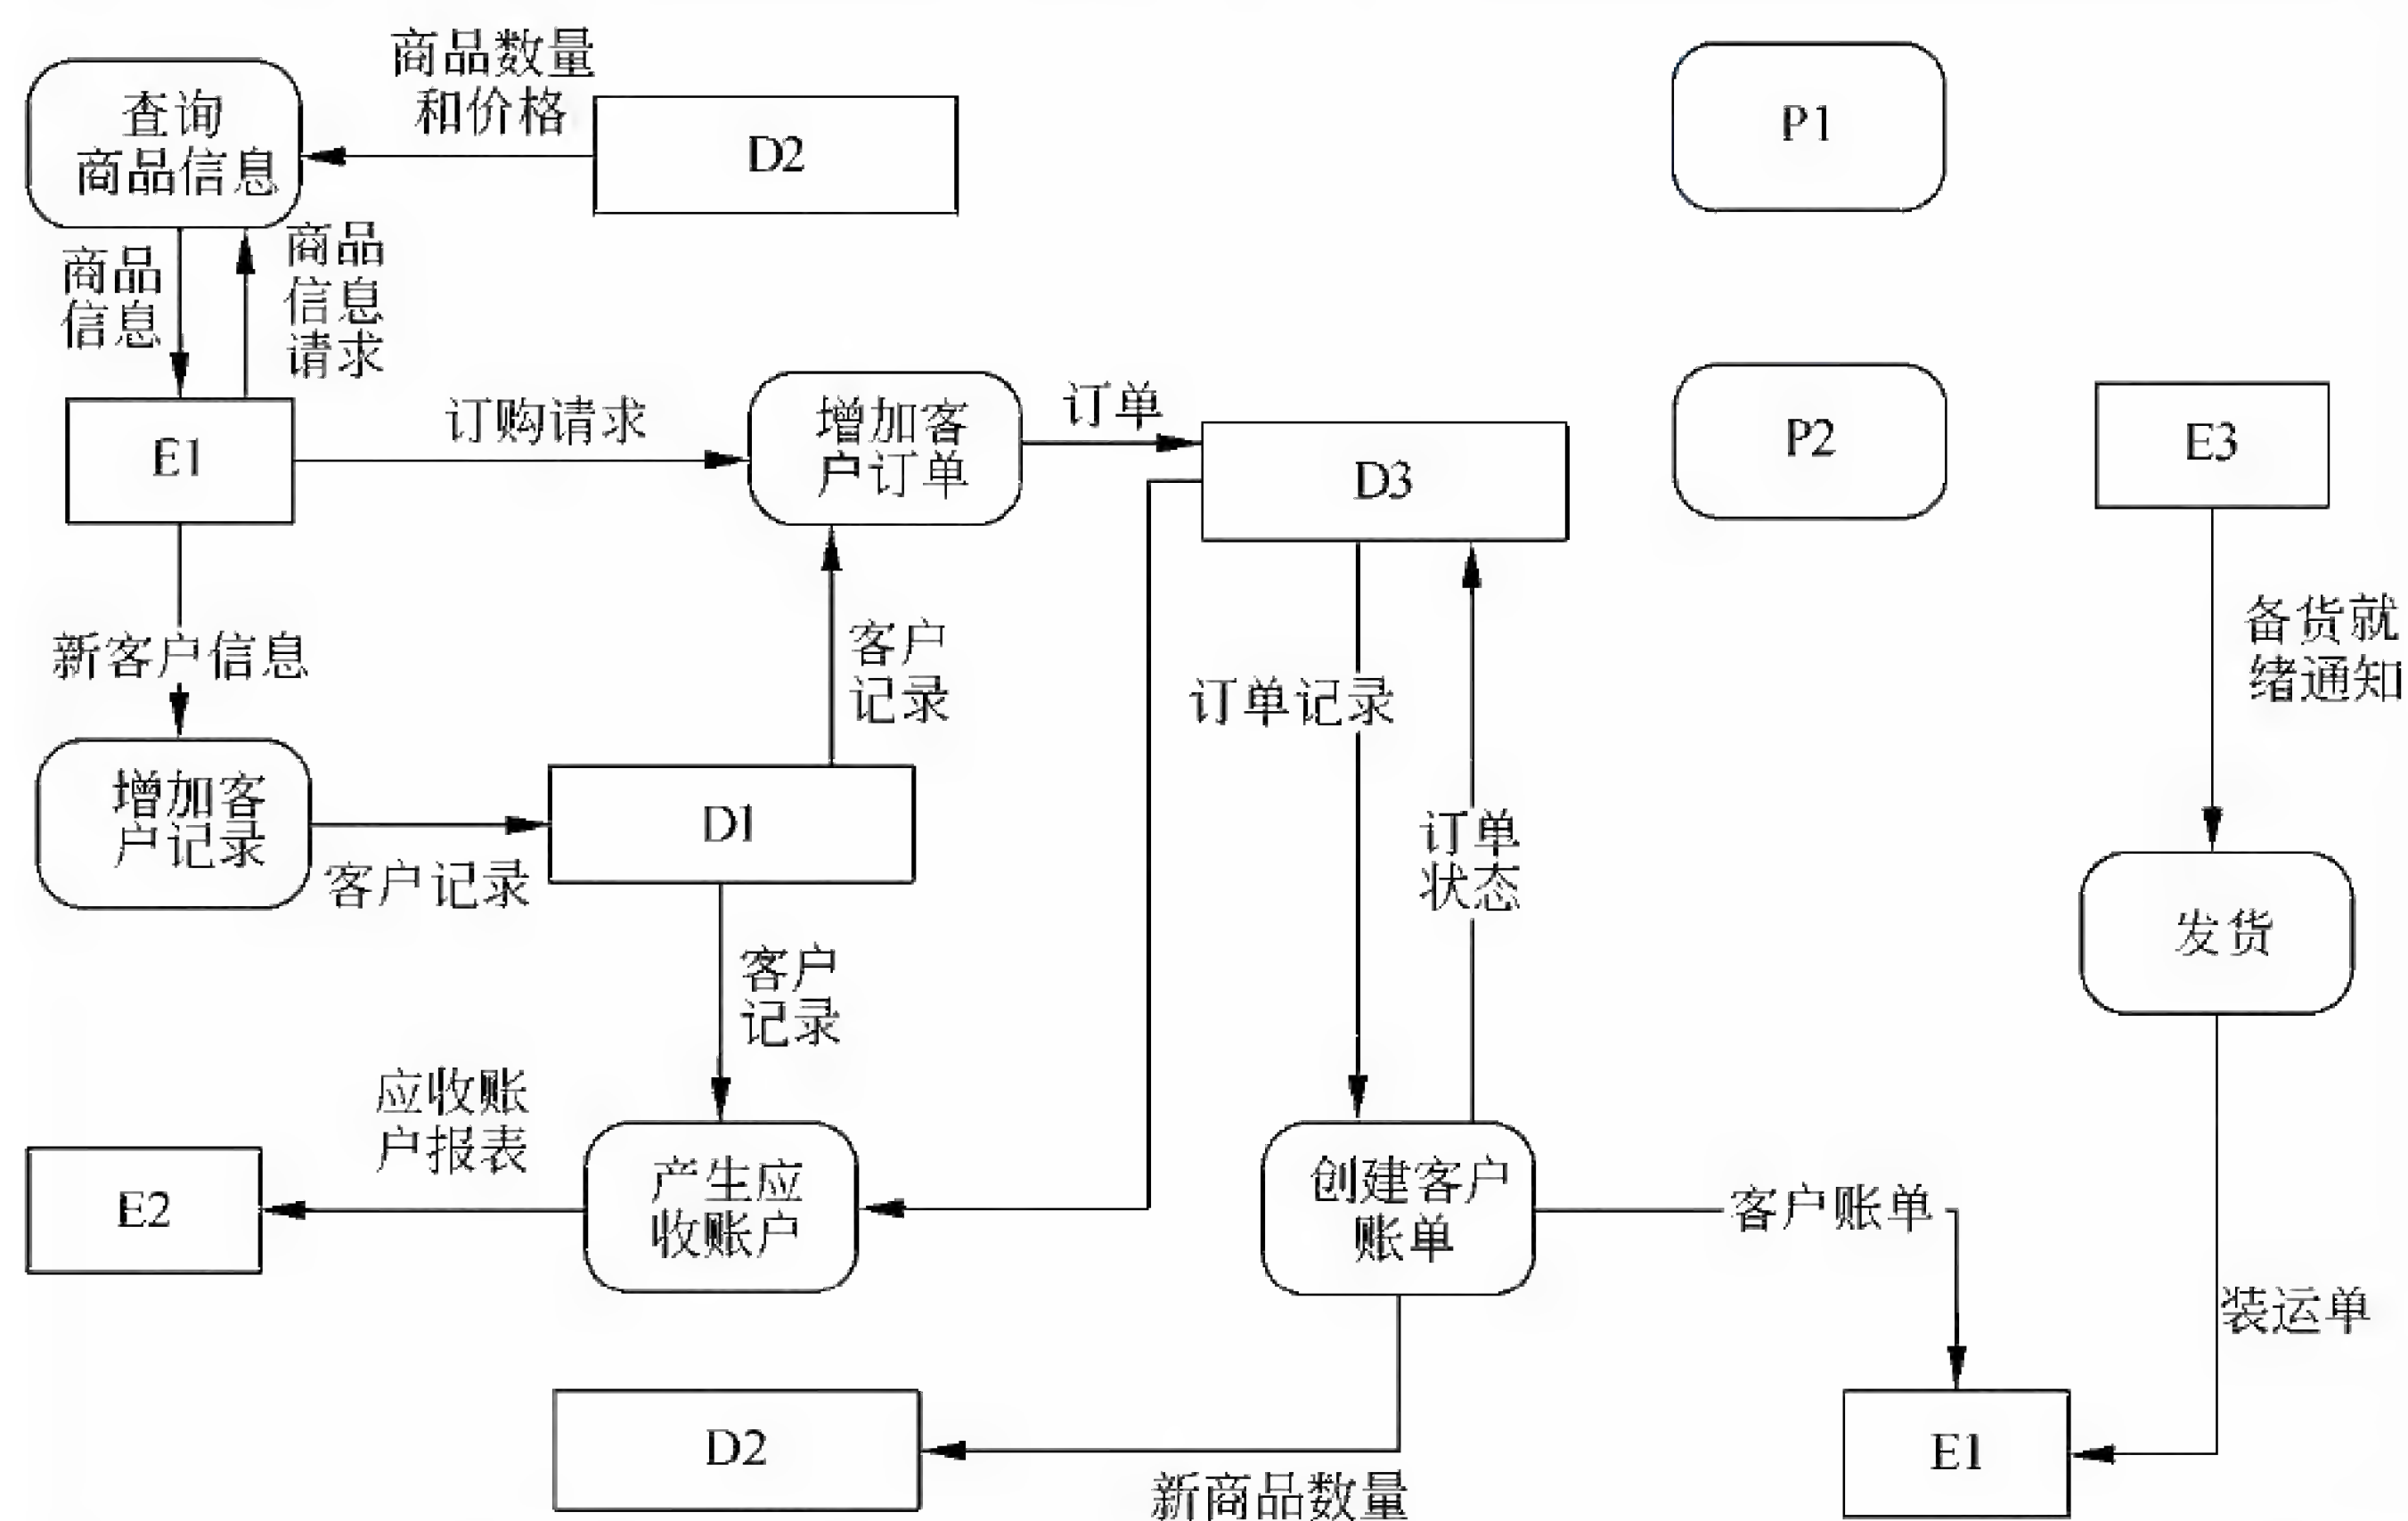 商品数量
和价格
查询
商品信息
D2
P1
商品
信息
商品
信息
请求
E1
订购请求
增加客
户订单
订单
D3
P2
E3
新客户信息
客户
记录
订单记录
备货就
绪通知
增加客
户记录
客户记录
D1
订单
状态
发货
客户
记录
应收账
户报表
E2
产生应
收账户
创建客户
账单
客户账单
装运单
D2
新商品数量
E1